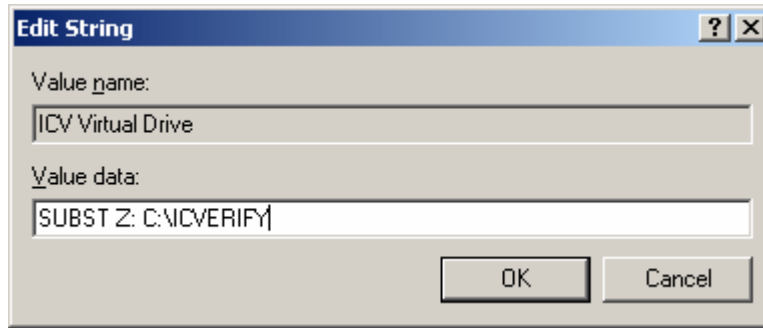 Edit String
Value name:
ICV Virtual Drive
Value data:
SUBST Z: C:\ICVERIFY
OK Cancel